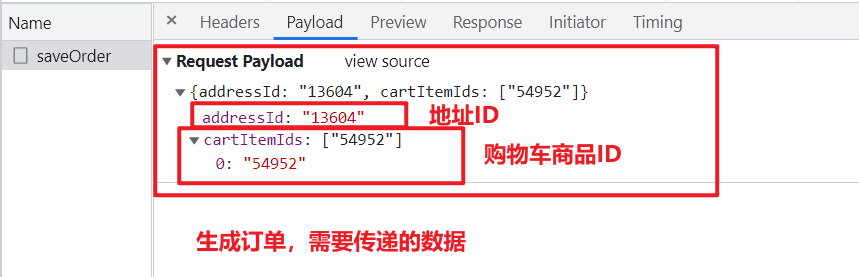 Name
Headers Payload Preview Response Initiator Timing
saveOrder
Request Payload view source
{addressId: "13604", cartItemIds: ["54952"]}
addressId: "13604"
地址ID
cartItemIds: ["54952"]
购物车商品ID
0: "54952"
生成订单，需要传递的数据